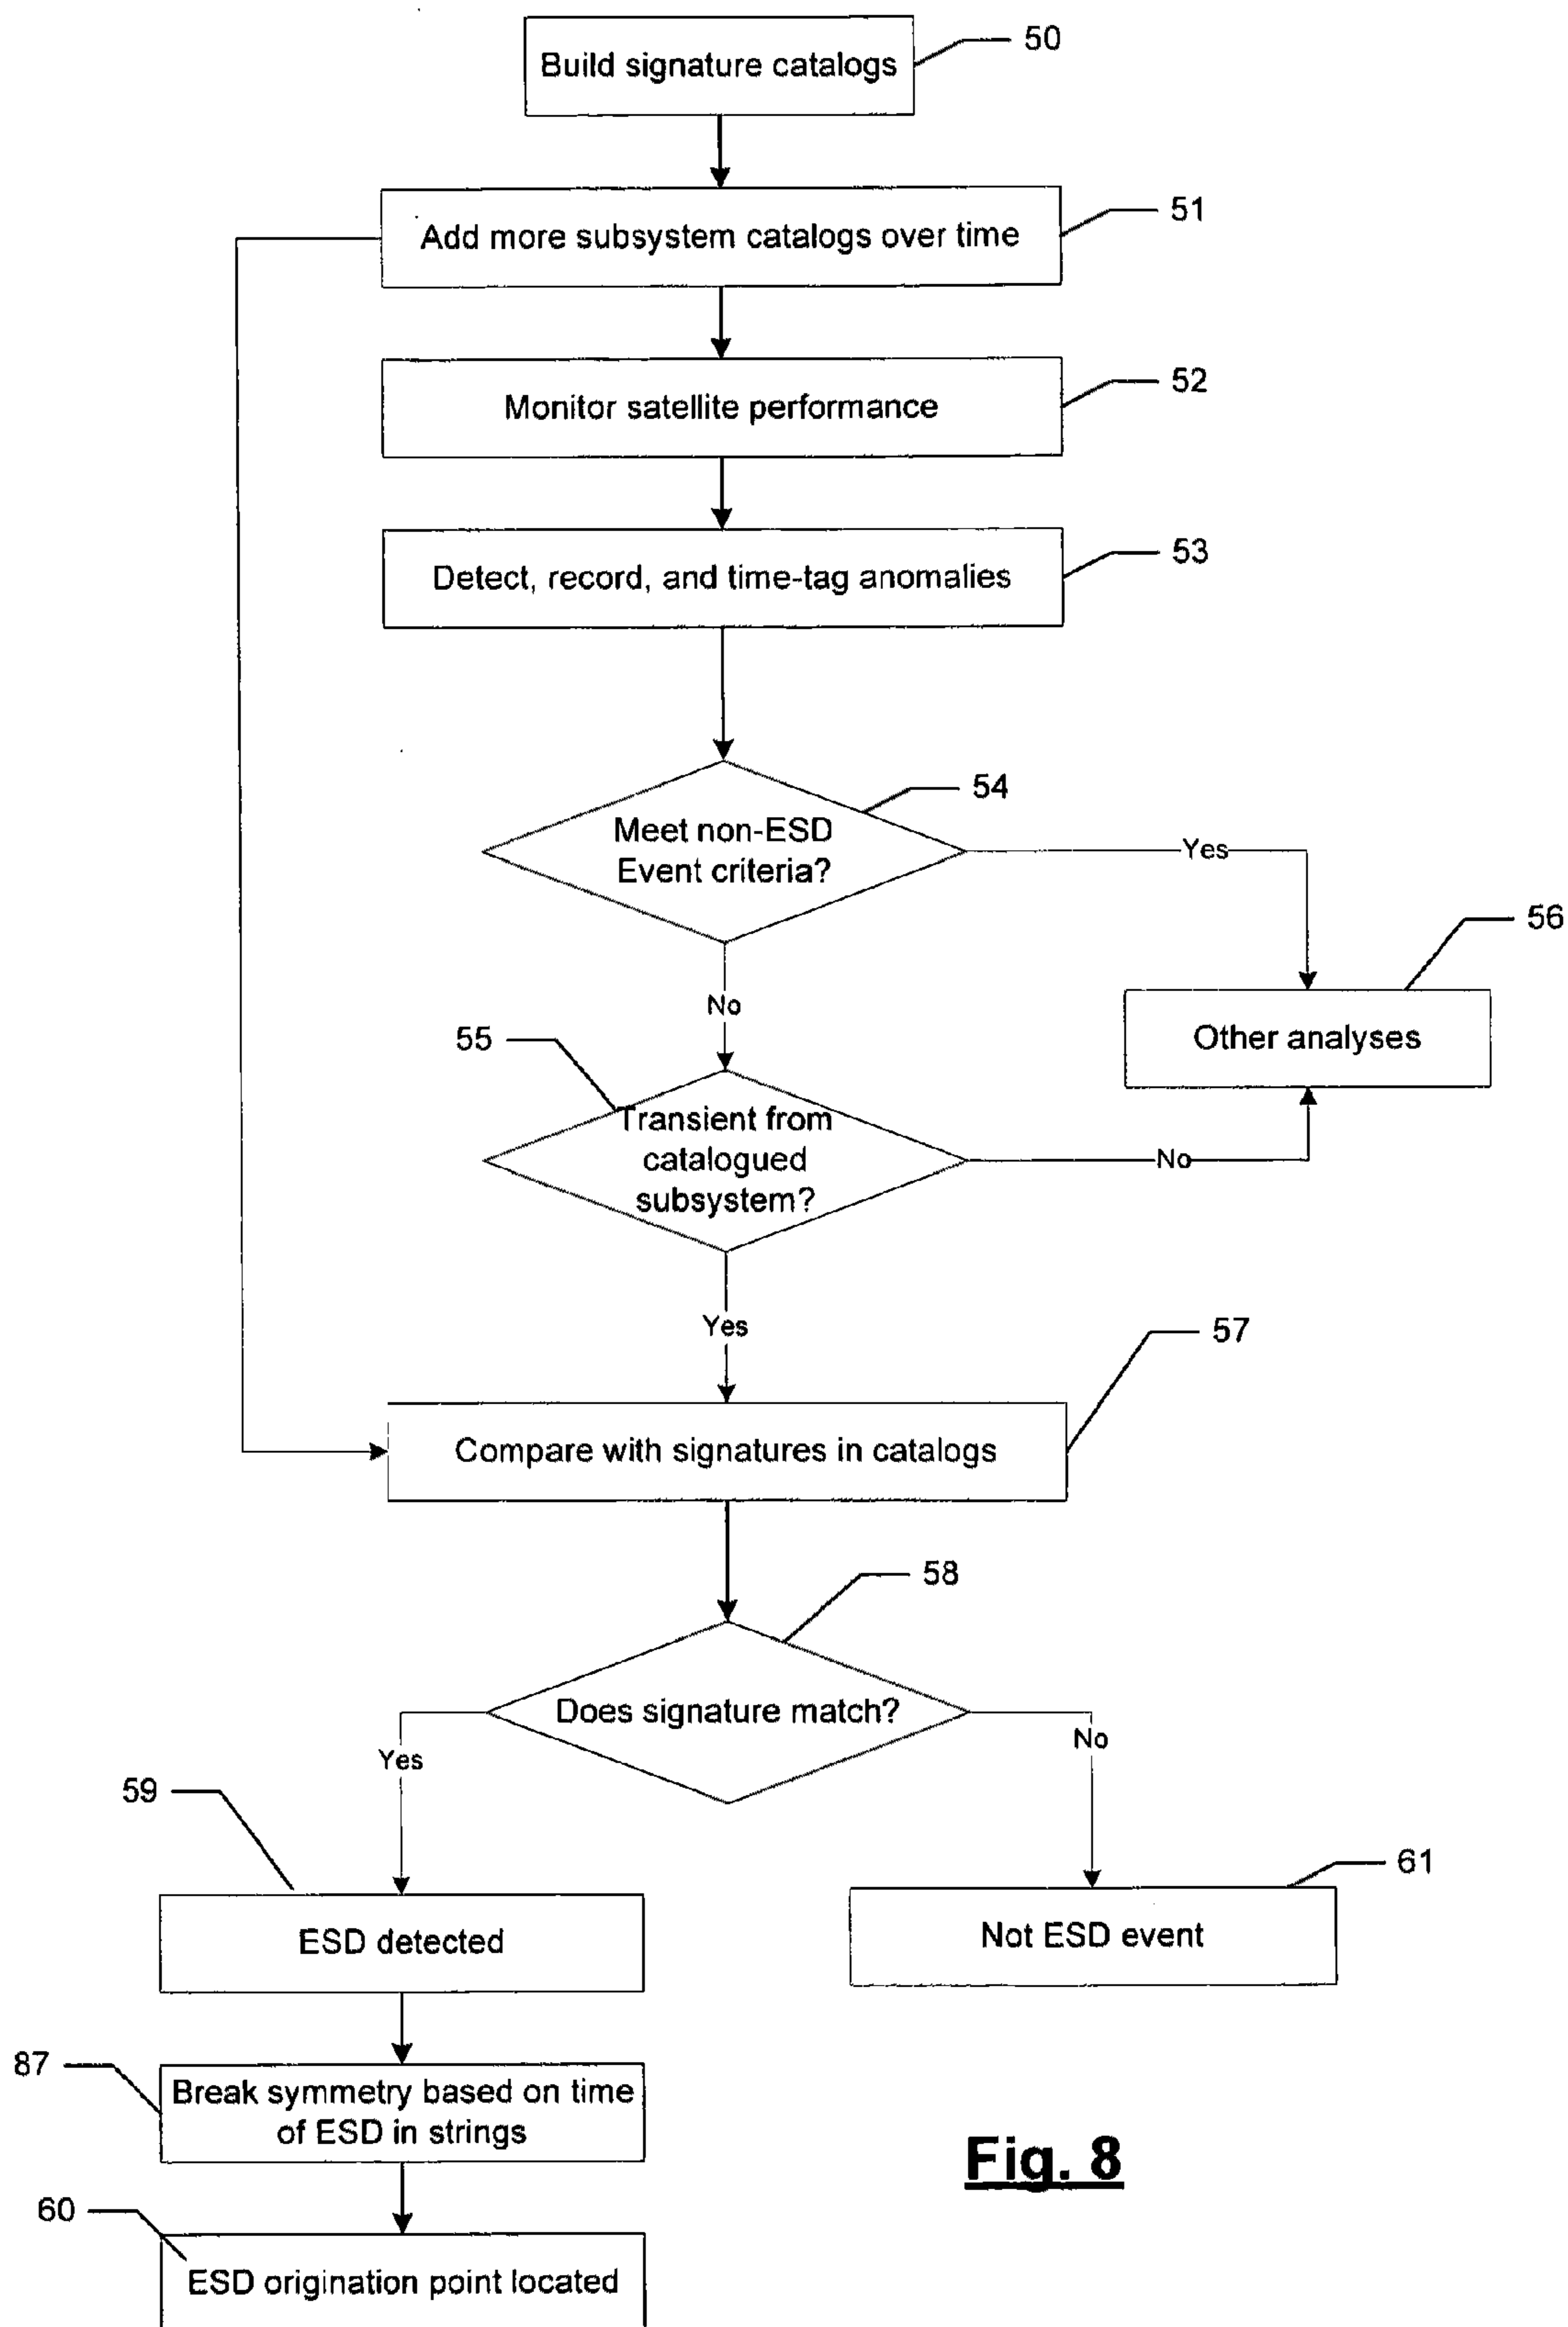 Build signature catalogs
50
Add more subsystem catalogs over time
51
Monitor satellite performance
52
Detect, record, and time-tag anomalies
53
54
Meet non-ESD
Event criteria?
Yes
56
No
Other analyses
55
Transient from
catalogued
subsystem?
No
Yes
57
Compare with signatures in catalogs
58
Does signature match?
Yes
No
59
61
ESD detected
Not ESD event
87
Break symmetry based on time
of ESD in strings
Fig. 8
60
ESD origination point located